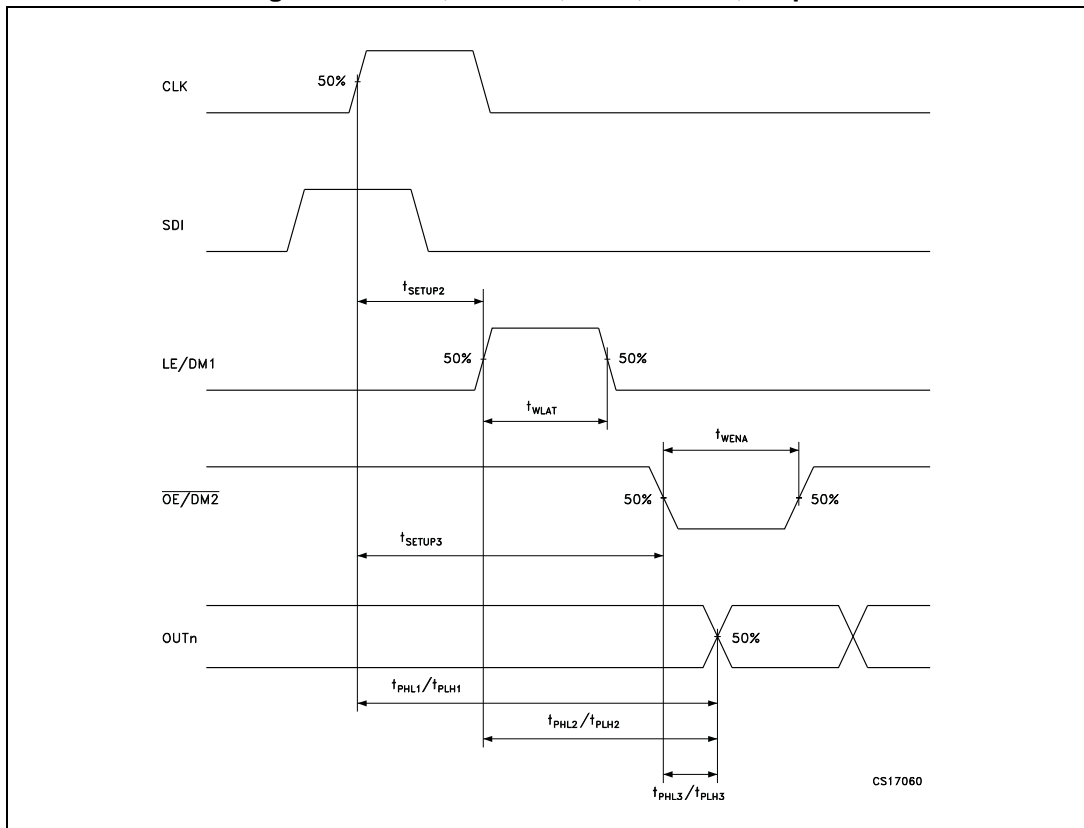 CLK
50%
SDI
tSETUP2
LE/DM1
50%
50%
tWLAT
tWENA
OE/DM2
50%
50%
tSETUP3
OUTn
50%
tPHL1/tPLH1
tPHL2/tPLH2
tPHL3/tPLH3
CS17060